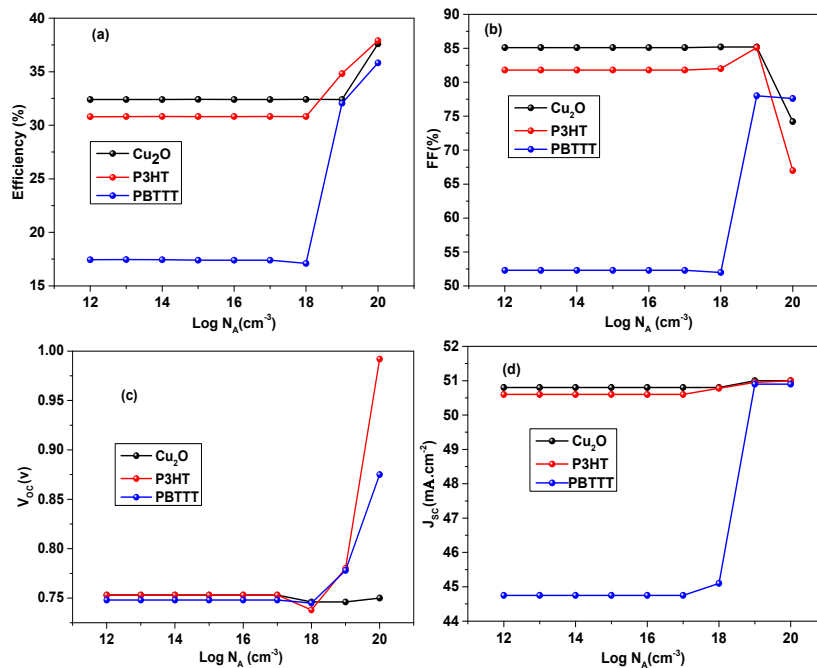 (a)
Efficiency (%)
40
35
30
25
20
15
Cu2O
P3HT
PBTTT
12 14 16 18 20
Log NA(cm-3)
(b)
FF(%)
90
85
80
75
70
65
60
55
50
Cu2O
P3HT
PBTTT
12 14 16 18 20
Log NA(cm-3)
(c)
VOC(v)
1.00
0.95
0.90
0.85
0.80
0.75
Cu2O
P3HT
PBTTT
12 14 16 18 20
Log NA(cm-3)
(d)
JSC(mA.cm-2)
52
51
50
49
48
47
46
45
44
Cu2O
P3HT
PBTTT
12 14 16 18 20
Log NA(cm-3)